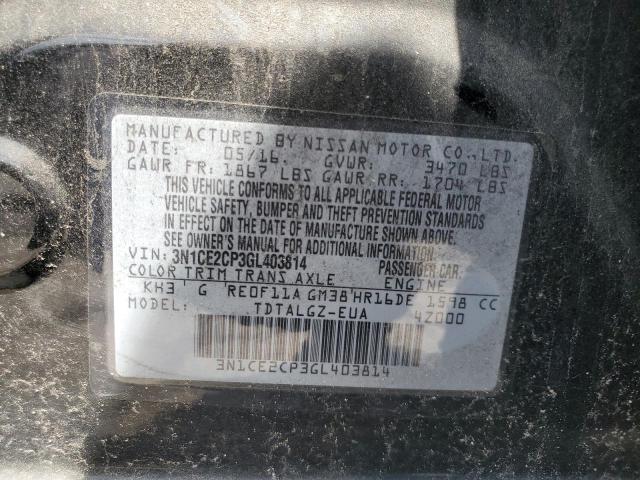 MANUFACTURED BY NISSAN MOTOR CO., LTD.
DATE: 05/16. GVWR: 3470 LBS
GAWR FR: 1867 LBS GAWR RR: 1704 LBS
THIS VEHICLE CONFORMS TO ALL APPLICABLE FEDERAL MOTOR
VEHICLE SAFETY, BUMPER AND THEFT PREVENTION STANDARDS
IN EFFECT ON THE DATE OF MANUFACTURE SHOWN ABOVE.
SEE OWNER'S MANUAL FOR ADDITIONAL INFORMATION.
VIN: 3N1CE2CP3GL403814 PASSENGER CAR.
COLOR TRIM TRANS AXLE ENGINE
KH3 G RE0F11A GM38 HR16DE 1598 CC
MODEL: TDTALGZ-EUA 4Z000
3N1CE2CP3GL403814